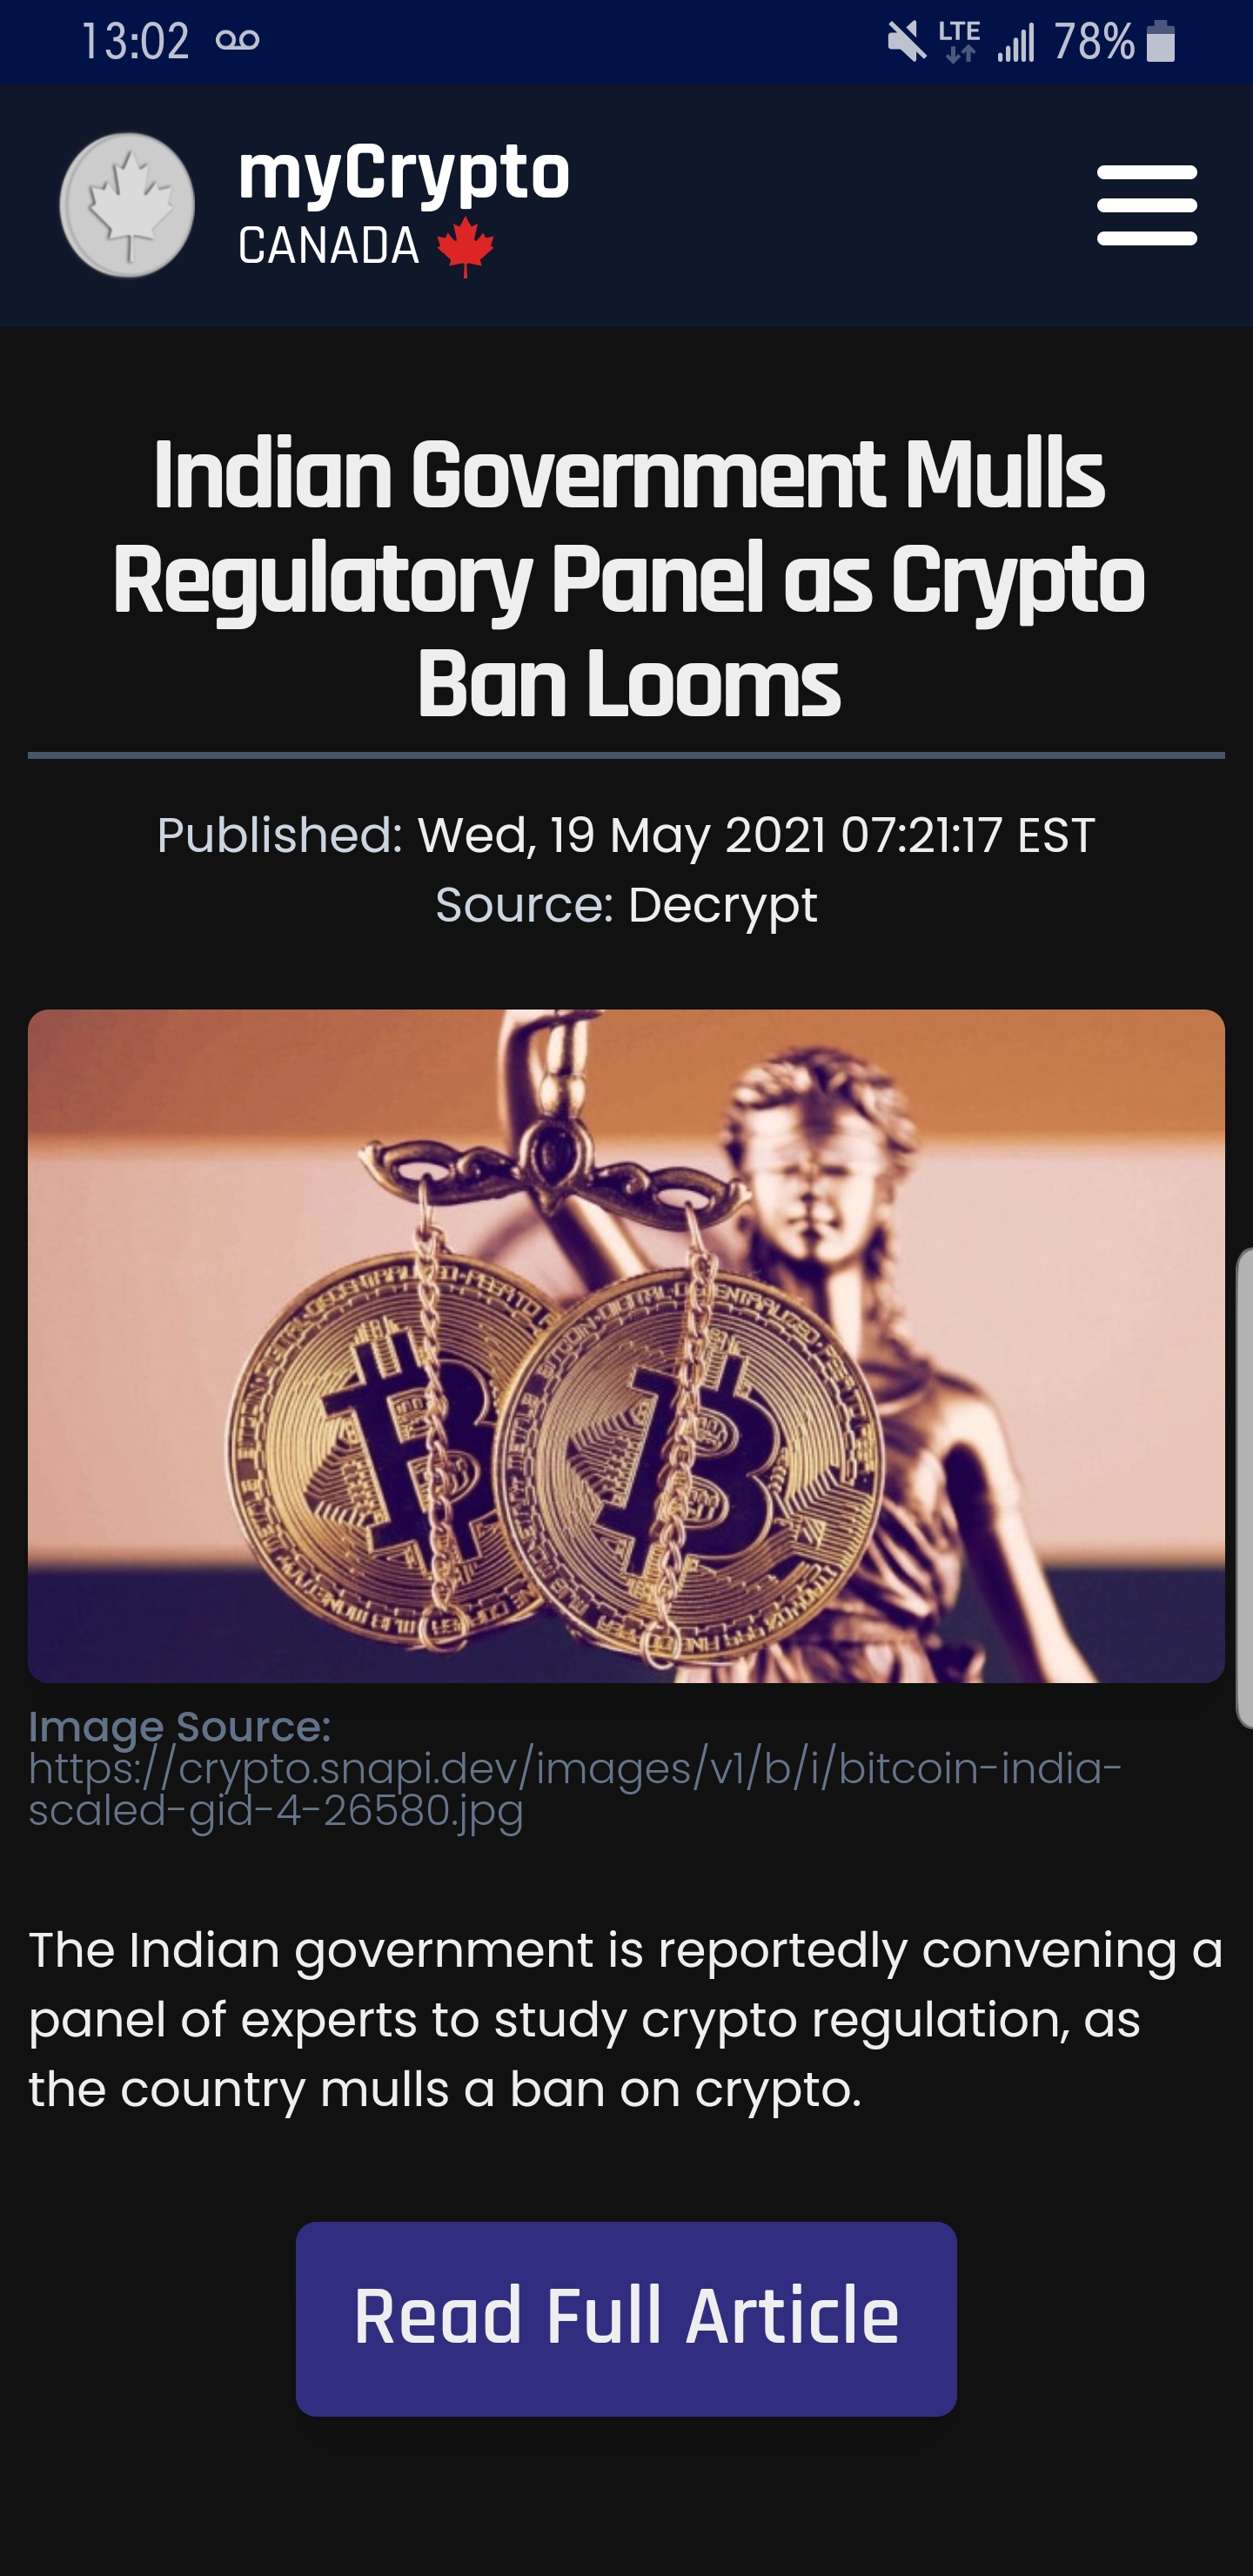 13:02
LTE
78%
myCrypto
CANADA
Indian Government Mulls
Regulatory Panel as Crypto
Ban Looms
Published: Wed, 19 May 2021 07:21:17 EST
Source: Decrypt
Image Source:
https://crypto.snapi.dev/images/v1/b/i/bitcoin-india-
scaled-gid-4-26580.jpg
The Indian government is reportedly convening a
panel of experts to study crypto regulation, as
the country mulls a ban on crypto.
Read Full Article